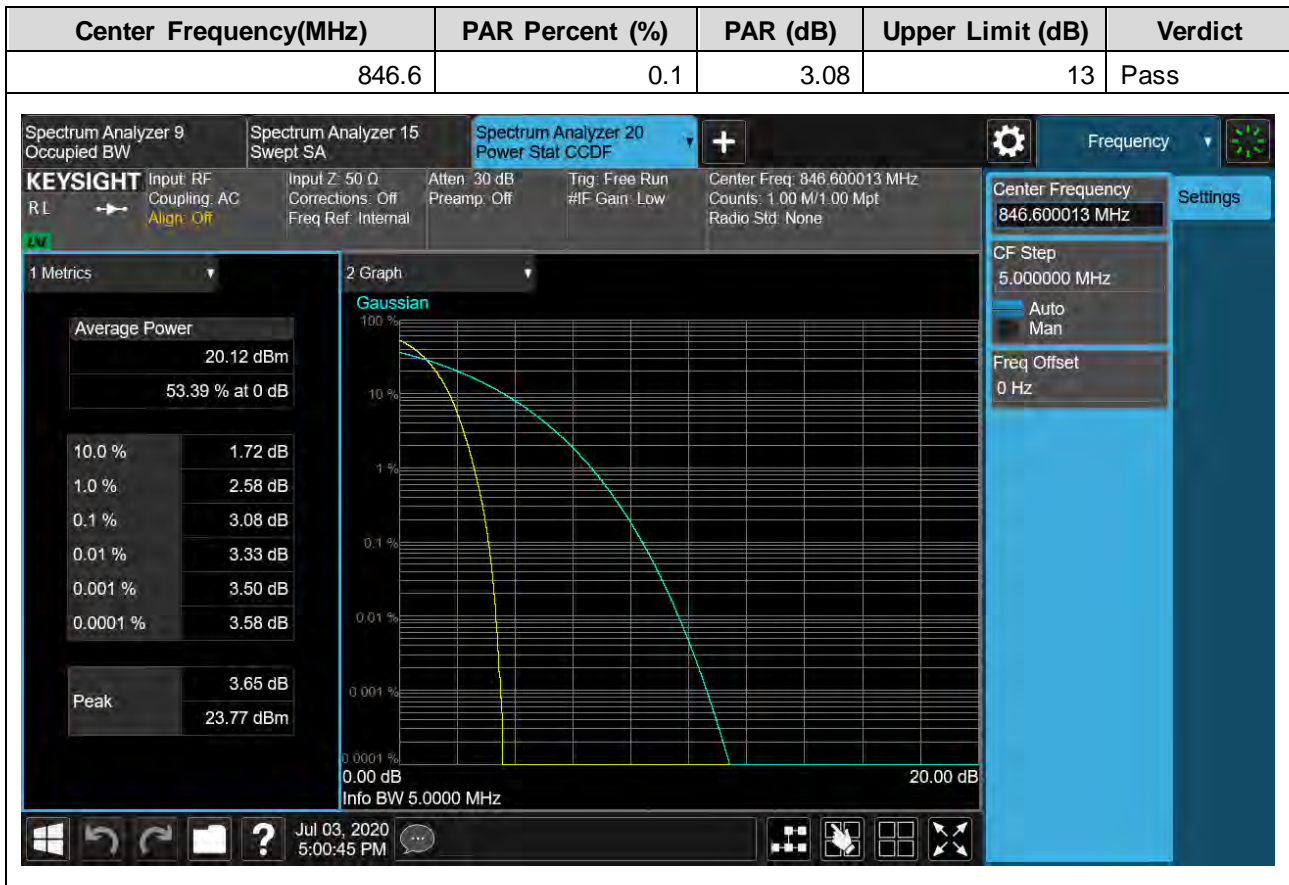 Center Frequency(MHz) PAR Percent (%) PAR (dB) Upper Limit (dB) Verdict
846.6 0.1 3.08 13 Pass
Spectrum Analyzer 9
Occupied BW
Spectrum Analyzer 15
Swept SA
Spectrum Analyzer 20
Power Stat CCDF
Frequency
KEYSIGHT
RL
Input: RF
Coupling: AC
Align: Off
Input Z: 50 Ω
Corrections: Off
Freq Ref: Internal
Atten: 30 dB
Preamp: Off
Trig: Free Run
#IF Gain: Low
Center Freq: 846.600013 MHz
Counts: 1.00 M/1.00 Mpt
Radio Std: None
Center Frequency
846.600013 MHz
Settings
CF Step
5.000000 MHz
Auto
Man
Freq Offset
0 Hz
1 Metrics
Average Power
20.12 dBm
53.39 % at 0 dB
10.0 % 1.72 dB
1.0 % 2.58 dB
0.1 % 3.08 dB
0.01 % 3.33 dB
0.001 % 3.50 dB
0.0001 % 3.58 dB
Peak
3.65 dB
23.77 dBm
2 Graph
Gaussian
100 %
10 %
1 %
0.1 %
0.01 %
0.001 %
0.0001 %
0.00 dB 20.00 dB
Info BW 5.0000 MHz
?
Jul 03, 2020
5:00:45 PM